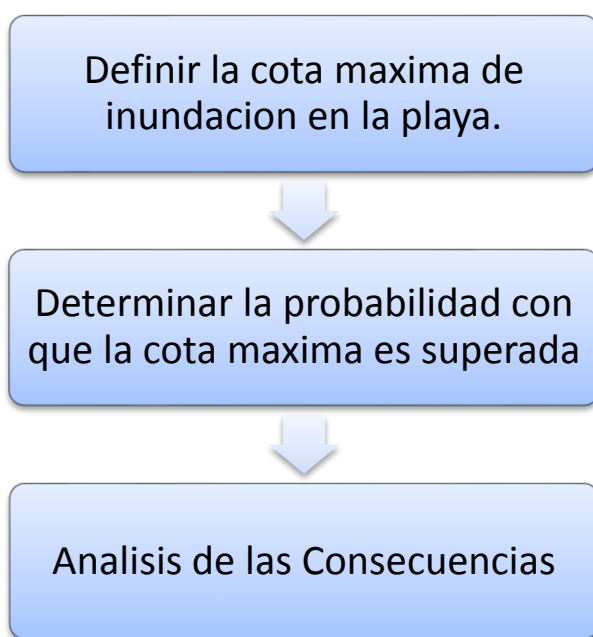 Definir la cota maxima de
inundacion en la playa.
Determinar la probabilidad con
que la cota maxima es superada
Analisis de las Consecuencias